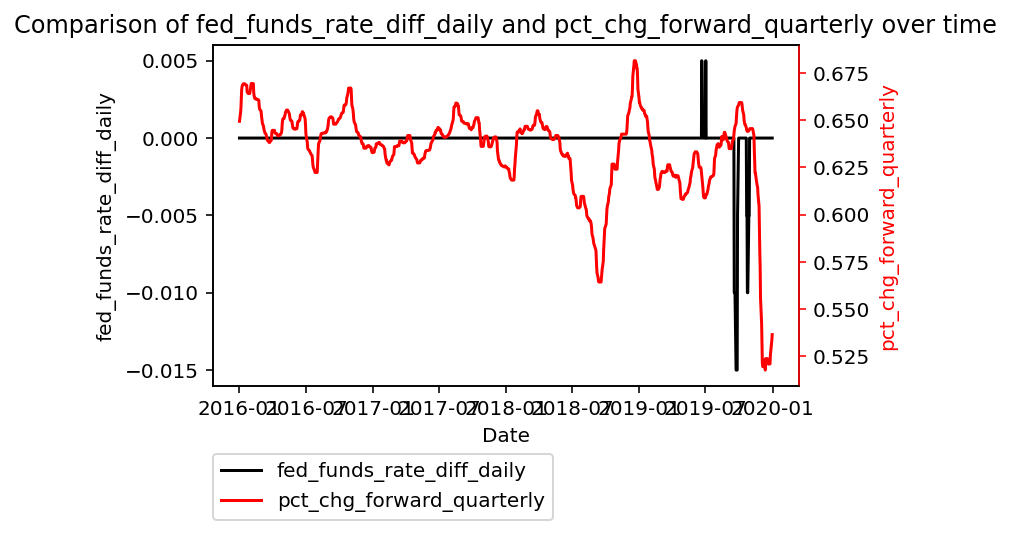 Comparison of fed_funds_rate_diff_daily and pct_chg_forward_quarterly over time
fed_funds_rate_diff_daily
0.005
0.000
−0.005
−0.010
−0.015
0.675
0.650
0.625
0.600
0.575
0.550
0.525
pct_chg_forward_quarterly
2016-01 2016-07 2017-01 2017-07 2018-01 2018-07 2019-01 2019-07 2020-01
Date
fed_funds_rate_diff_daily
pct_chg_forward_quarterly